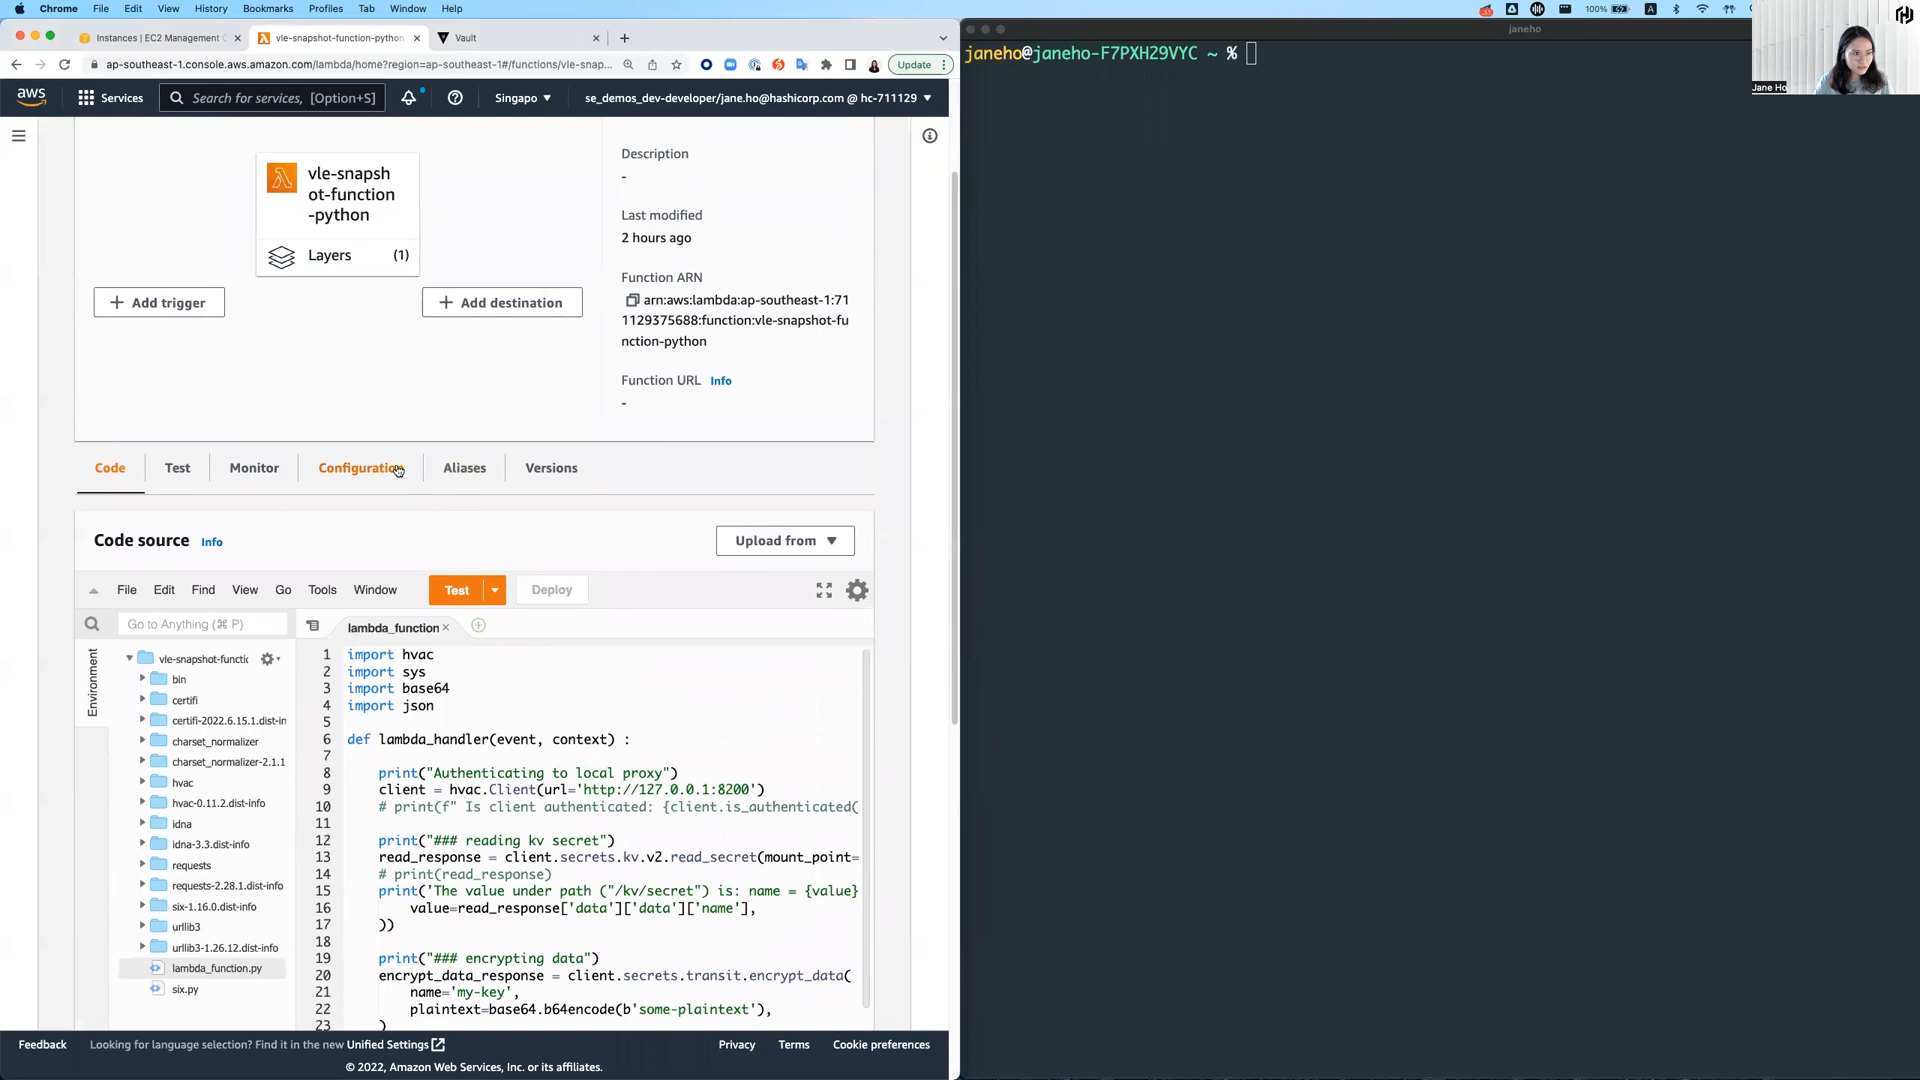 Chrome File Edit View History Bookmarks Profiles Tab Window Help
100% A
Instances | EC2 Management C
vle-snapshot-function-python
Vault
janeho
ap-southeast-1.console.aws.amazon.com/lambda/home?region=ap-southeast-1#/functions/vle-snap...
Update
janeho@janeho-F7PXH29VYC ~ %
Jane Ho
aws Services Search for services, [Option+S] Singapo se_demos_dev-developer/jane.ho@hashicorp.com @ hc-711129
vle-snapsh
ot-function
-python
Layers (1)
Add trigger
Add destination
Description
-
Last modified
2 hours ago
Function ARN
arn:aws:lambda:ap-southeast-1:71
1129375688:function:vle-snapshot-fu
nction-python
Function URL Info
-
Code Test Monitor Configuration Aliases Versions
Code source Info
Upload from
File Edit Find View Go Tools Window Test Deploy
Go to Anything (⌘ P)
lambda_function
Environment
vle-snapshot-functic
bin
certifi
certifi-2022.6.15.1.dist-in
charset_normalizer
charset_normalizer-2.1.1
hvac
hvac-0.11.2.dist-info
idna
idna-3.3.dist-info
requests
requests-2.28.1.dist-info
six-1.16.0.dist-info
urllib3
urllib3-1.26.12.dist-info
lambda_function.py
six.py
1 import hvac
2 import sys
3 import base64
4 import json
5
6 def lambda_handler(event, context) :
7
8 print("Authenticating to local proxy")
9 client = hvac.Client(url='http://127.0.0.1:8200')
10 # print(f" Is client authenticated: {client.is_authenticated(
11
12 print("### reading kv secret")
13 read_response = client.secrets.kv.v2.read_secret(mount_point=
14 # print(read_response)
15 print('The value under path ("/kv/secret") is: name = {value}
16 value=read_response['data']['data']['name'],
17 ))
18
19 print("### encrypting data")
20 encrypt_data_response = client.secrets.transit.encrypt_data(
21 name='my-key',
22 plaintext=base64.b64encode(b'some-plaintext'),
23 )
Feedback Looking for language selection? Find it in the new Unified Settings Privacy Terms Cookie preferences
© 2022, Amazon Web Services, Inc. or its affiliates.